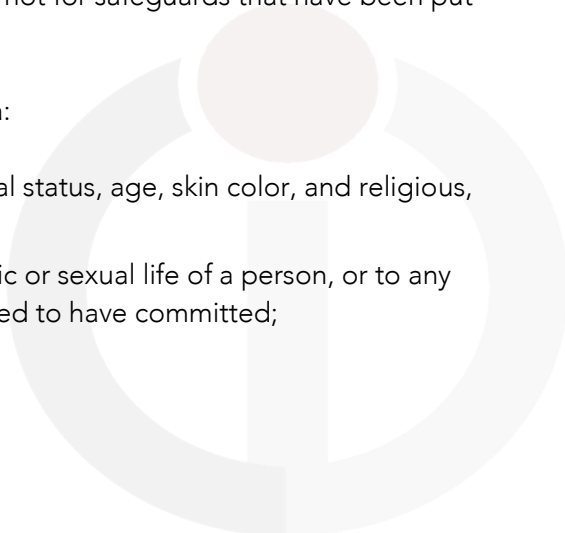 not for safeguards that have been put
:
al status, age, skin color, and religious,
ic or sexual life of a person, or to any
ed to have committed;